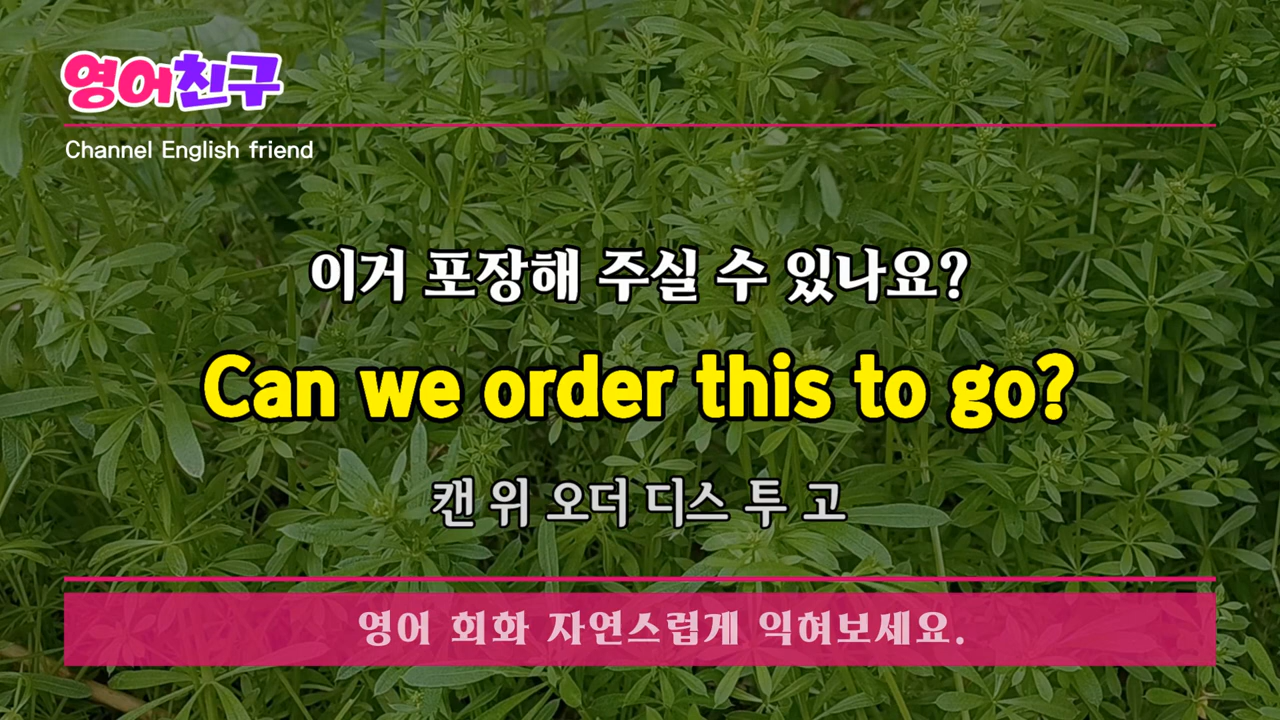 영어친구
Channel English friend
이거 포장해 주실 수 있나요?
Can we order this to go?
캔 위 오더 디스 투 고
영어 회화 자연스럽게 익혀보세요.